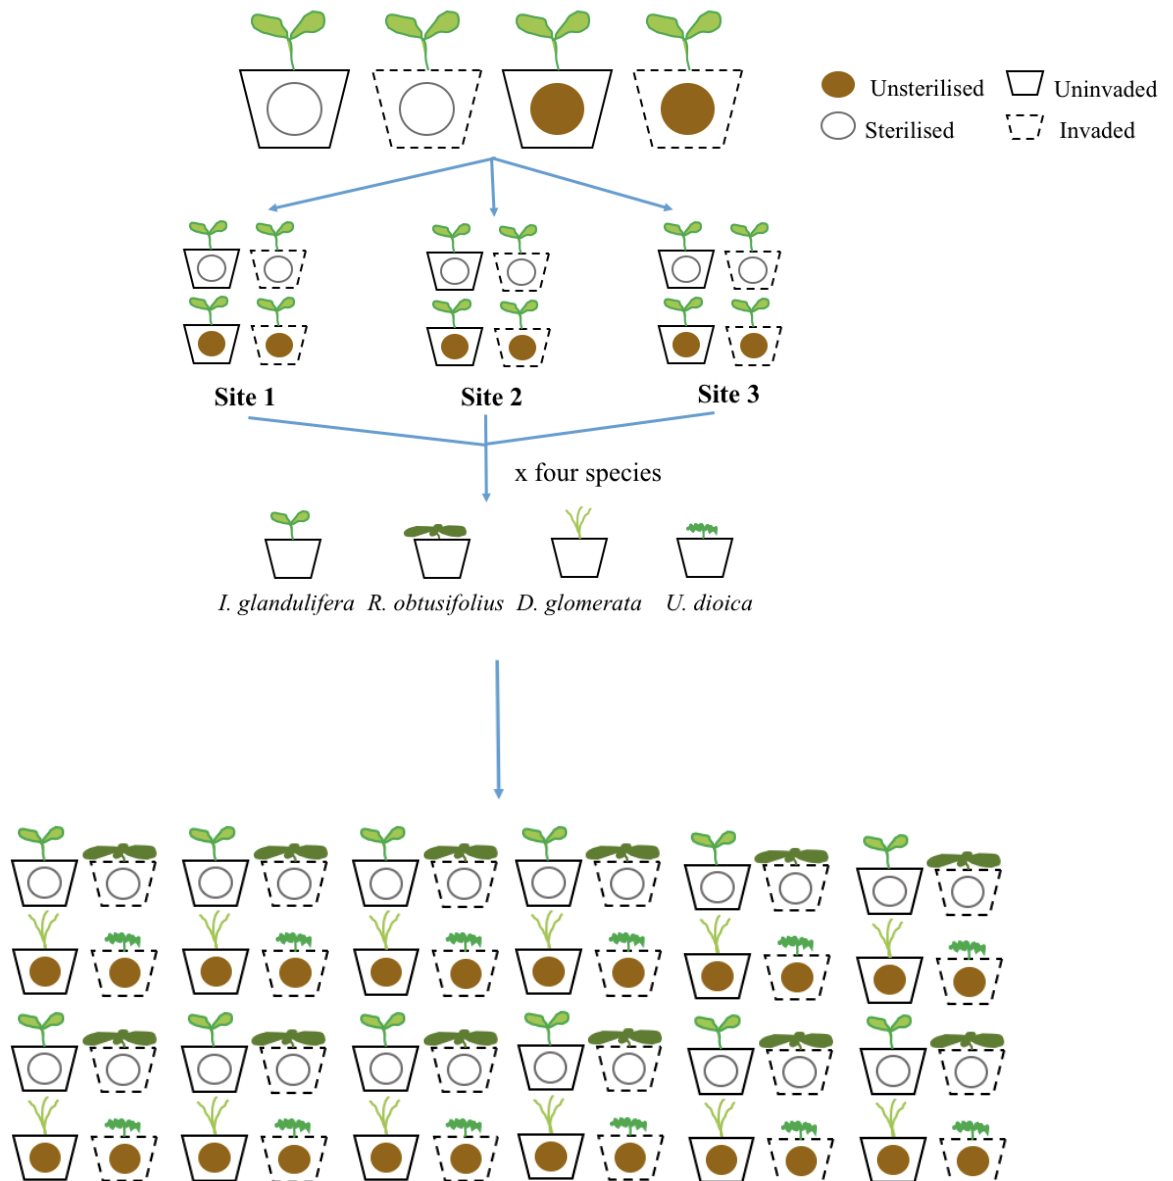 Unsterilised Uninvaded
Sterilised Invaded
Site 1 Site 2 Site 3
x four species
I. glandulifera R. obtusifolius D. glomerata U. dioica